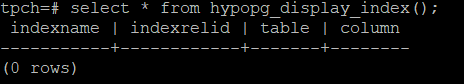 tpch=# select * from hypopg_display_index();
 indexname | indexrelid | table | column
-----------+------------+-------+--------
(0 rows)